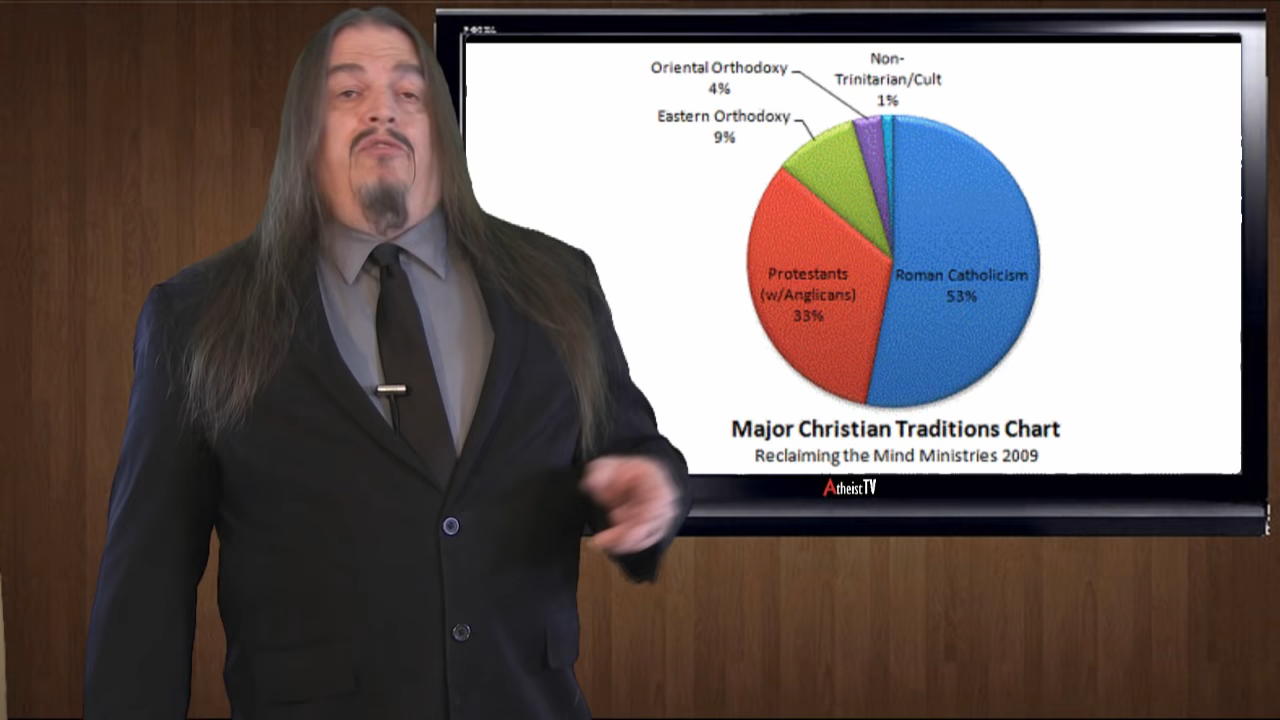 Non-
Trinitarian/Cult
1%
Oriental Orthodoxy
4%
Eastern Orthodoxy
9%
Protestants
(w/Anglicans)
33%
Roman Catholicism
53%
Major Christian Traditions Chart
Reclaiming the Mind Ministries 2009
AtheistTV